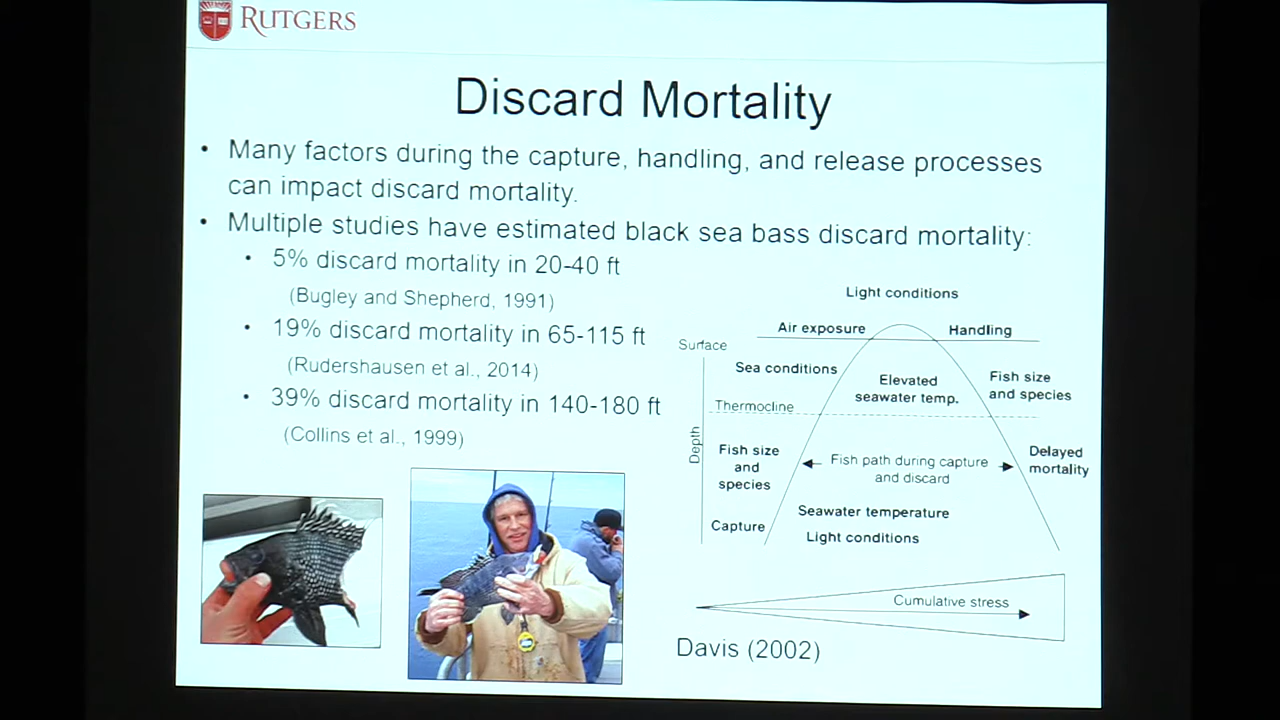 RUTGERS
Discard Mortality
• Many factors during the capture, handling, and release processes
can impact discard mortality.
• Multiple studies have estimated black sea bass discard mortality:
• 5% discard mortality in 20-40 ft
(Bugley and Shepherd, 1991)
• 19% discard mortality in 65-115 ft
(Rudershausen et al., 2014)
• 39% discard mortality in 140-180 ft
(Collins et al., 1999)
Light conditions
Air exposure
Handling
Surface
Sea conditions
Elevated
seawater temp.
Fish size
and species
Thermocline
Depth
Fish size
and
species
Fish path during capture
and discard
Delayed
mortality
Capture
Seawater temperature
Light conditions
Cumulative stress
Davis (2002)